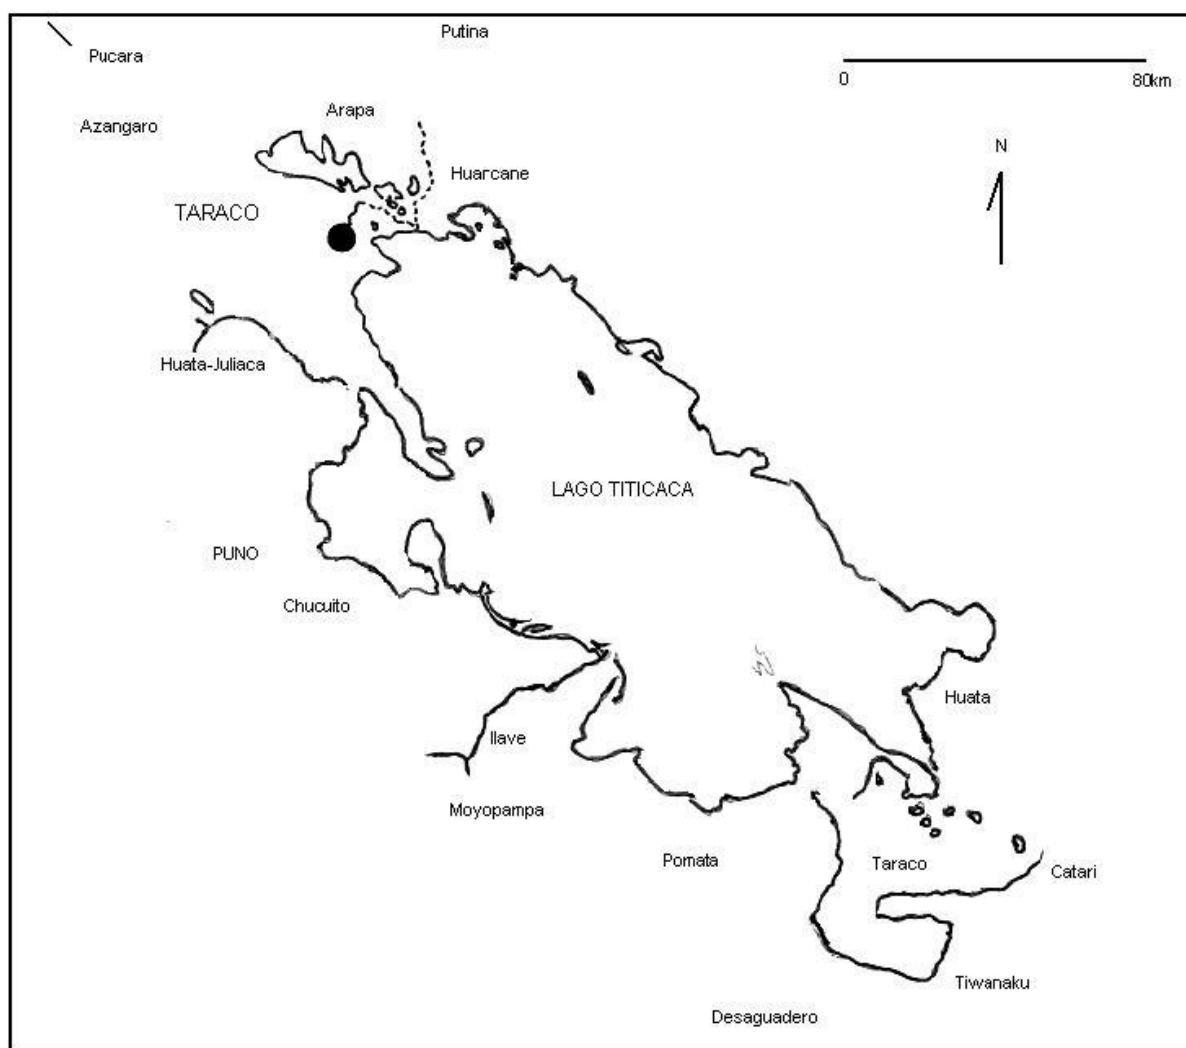 Putina
Pucara
0 80km
Arapa
Azangaro
N
Huarcane
TARACO
Huata-Juliaca
LAGO TITICACA
PUNO
Chucuito
Huata
Ilave
Moyopampa
Pomata
Taraco
Catari
Tiwanaku
Desaguadero